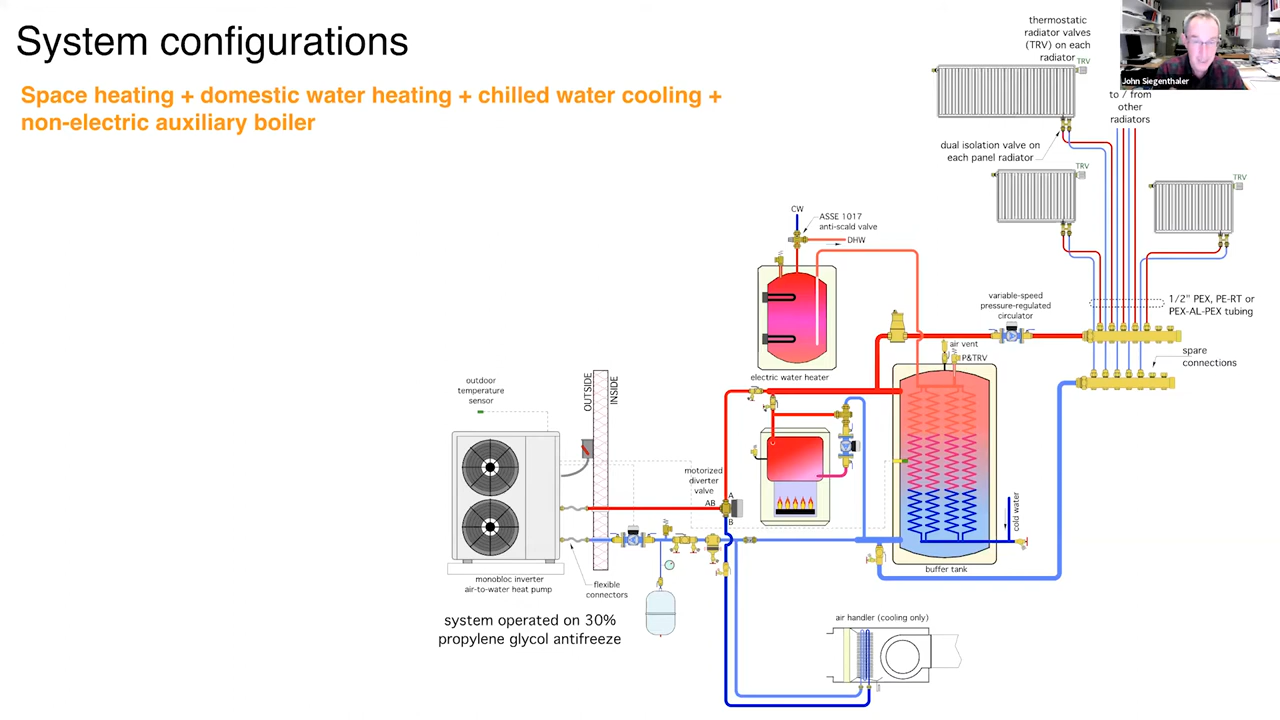 System configurations
Space heating + domestic water heating + chilled water cooling +
non-electric auxiliary boiler
thermostatic
radiator valves
(TRV) on each
radiator
TRV
John Siegenthaler
to / from
other
radiators
dual isolation valve on
each panel radiator
TRV
TRV
CW
ASSE 1017
anti-scald valve
DHW
variable-speed
pressure-regulated
circulator
1/2" PEX, PE-RT or
PEX-AL-PEX tubing
air vent
P&TRV
spare
connections
electric water heater
outdoor
temperature
sensor
OUTSIDE
INSIDE
motorized
diverter
valve
A
AB
B
cold water
buffer tank
monobloc inverter
air-to-water heat pump
flexible
connectors
system operated on 30%
propylene glycol antifreeze
air handler (cooling only)